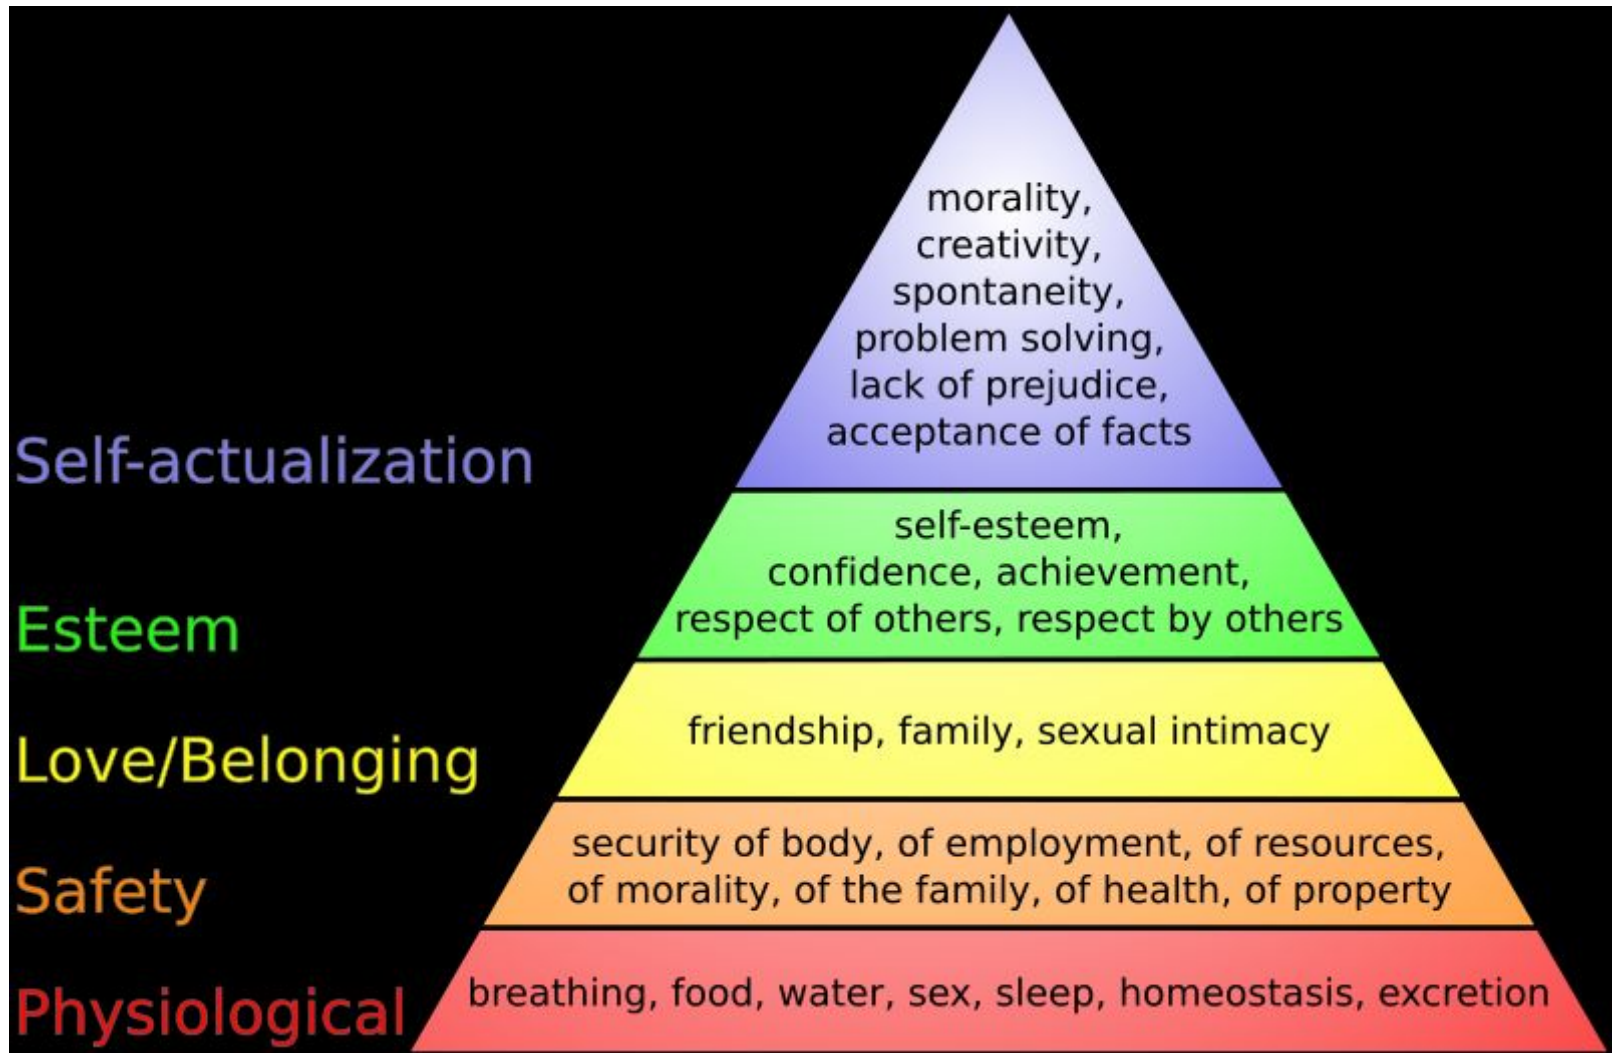 morality,
creativity,
spontaneity,
problem solving,
lack of prejudice,
acceptance of facts
Self-actualization
self-esteem,
confidence, achievement,
respect of others, respect by others
Esteem
friendship, family, sexual intimacy
Love/Belonging
security of body, of employment, of resources,
of morality, of the family, of health, of property
Safety
breathing, food, water, sex, sleep, homeostasis, excretion
Physiological